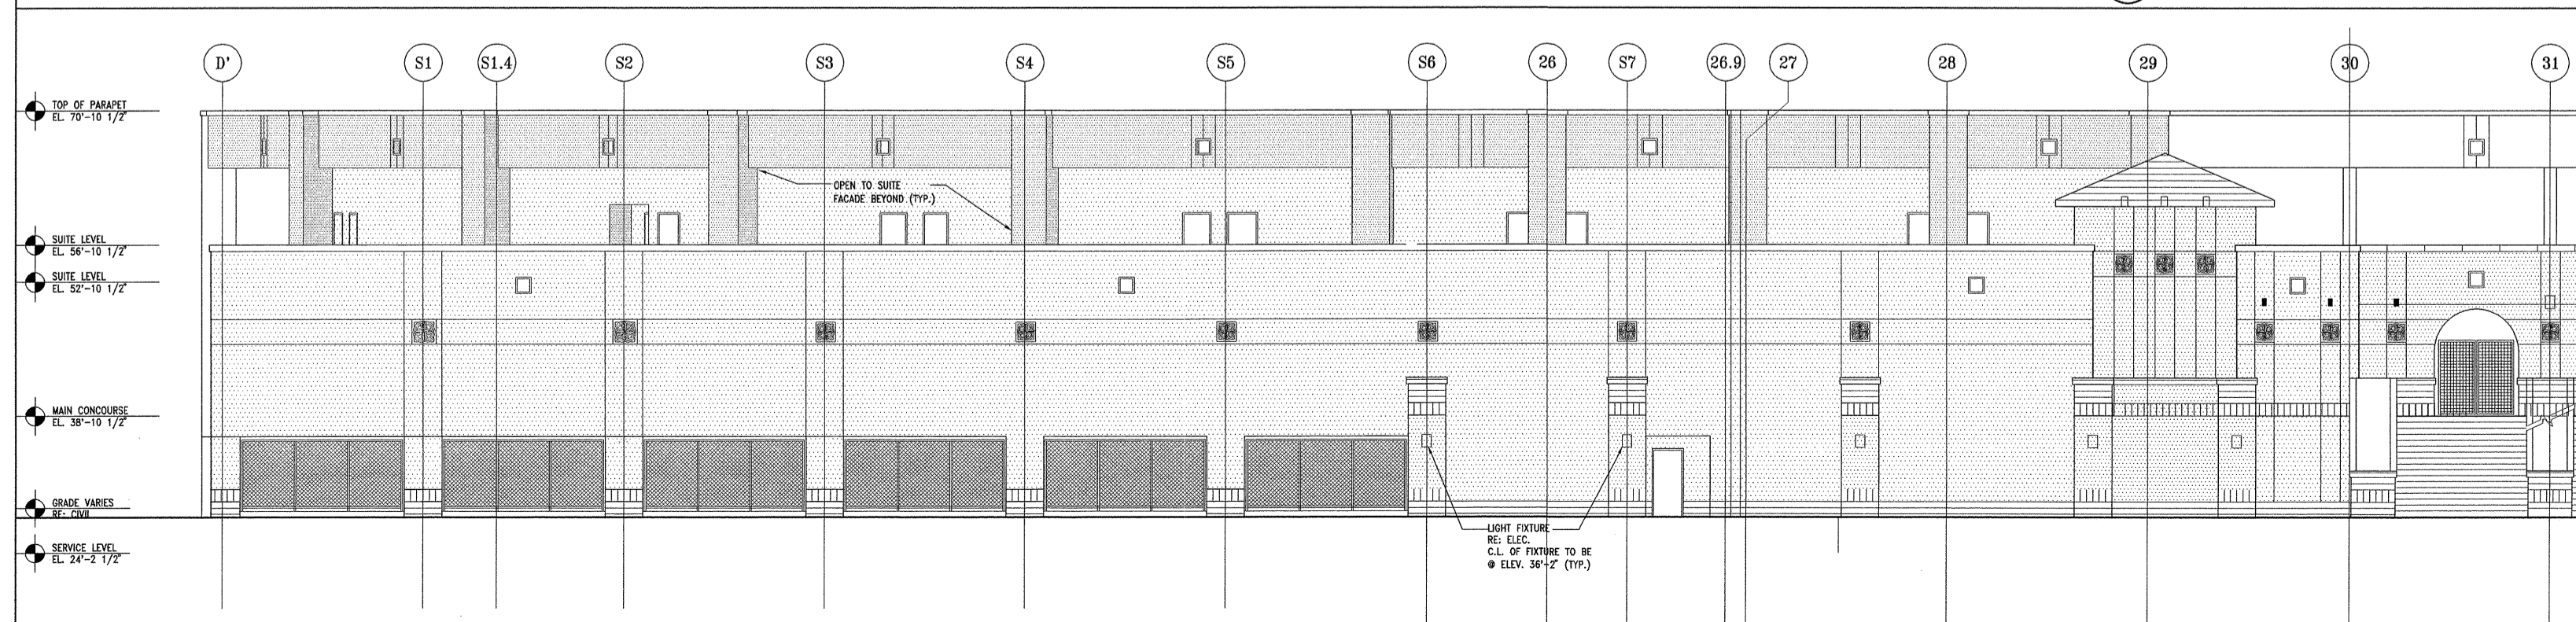 D'
S1
S1.4
S2
S3
S4
S5
S6
26
S7
26.9
27
28
29
30
31
TOP OF PARAPET
EL. 70'-10 1/2"
OPEN TO SUITE
FACADE BEYOND (TYP.)
SUITE LEVEL
EL. 56'-10 1/2"
SUITE LEVEL
EL. 52'-10 1/2"
MAIN CONCOURSE
EL. 38'-10 1/2"
GRADE VARIES
RE: CIVIL
LIGHT FIXTURE
RE: ELEC.
C.L. OF FIXTURE TO BE
@ ELEV. 36'-2" (TYP.)
SERVICE LEVEL
EL. 24'-2 1/2"